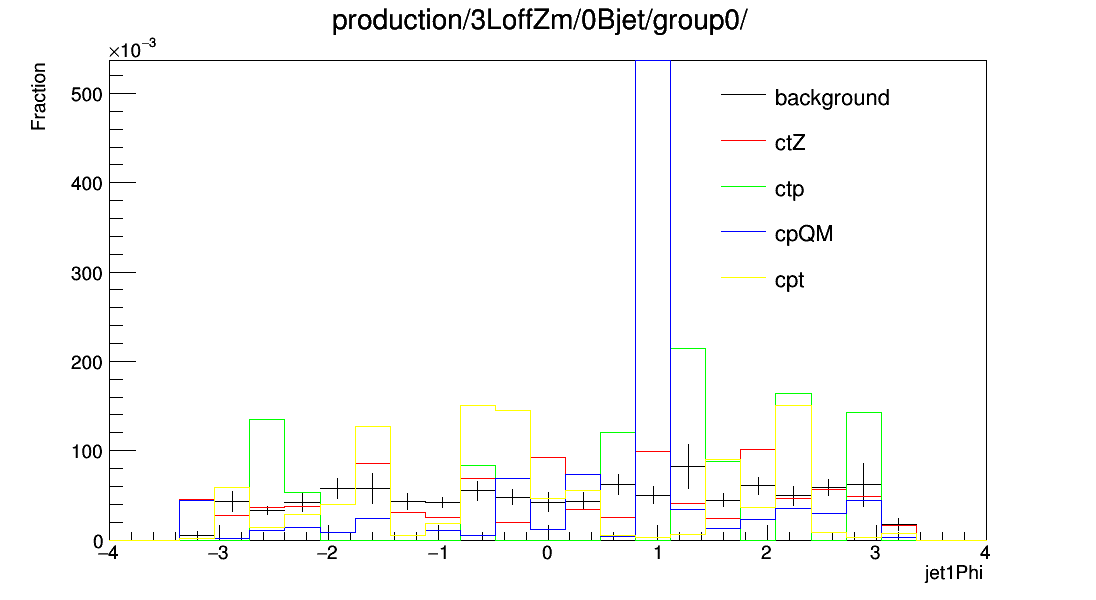 production/3LoffZm/0Bjet/group0/
×10⁻³
Fraction
500
400
300
200
100
0
background
ctZ
ctp
cpQM
cpt
−4 −3 −2 −1 0 1 2 3 4
jet1Phi